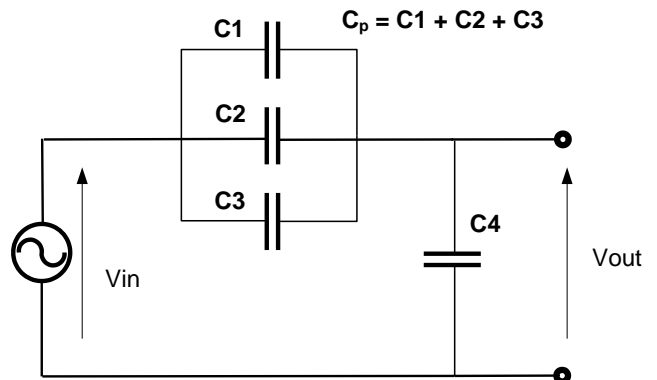 C1
Cₚ = C1 + C2 + C3
C2
C3
C4
Vin
Vout